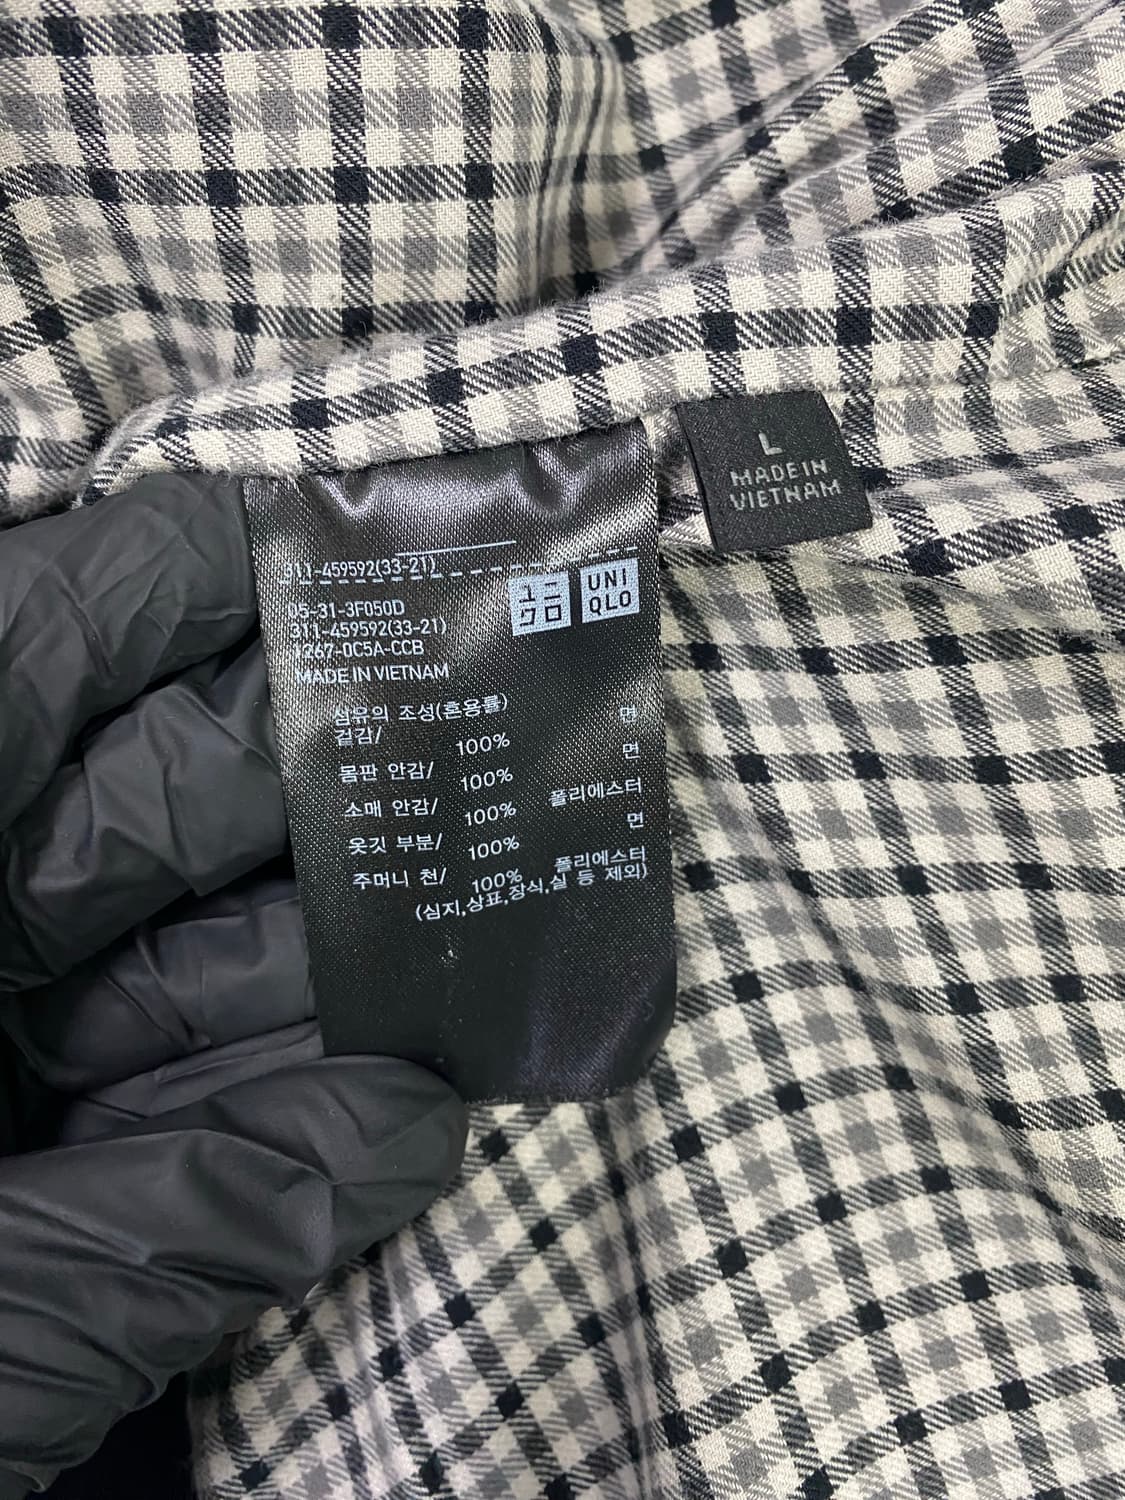 L
MADE IN
VIETNAM
311-459592(33-21)
ユニ
クロ
UNI
QLO
05-31-3F050D
311-459592(33-21)
1267-0C5A-CCB
MADE IN VIETNAM
섬유의 조성(혼용률)
겉감/ 100% 면
몸판 안감/ 100% 면
소매 안감/ 100% 폴리에스터
옷깃 부분/ 100% 면
주머니 천/ 100% 폴리에스터
(심지,상표,장식,실 등 제외)